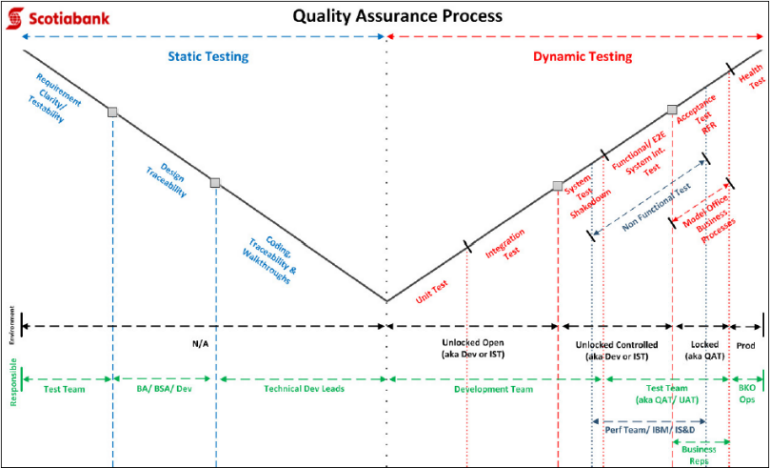 Scotiabank
Quality Assurance Process
Static Testing
Dynamic Testing
Requirement
Clarity/
Testability
Design
Traceability
Coding,
Traceability &
Walkthroughs
Unit Test
Integration
Test
System
Test
Shakodown
Functional/ E2E
System Int.
Test
Acceptance
Test
RFR
Health
Test
Non Functional Test
Model Office
Business
Processes
Environment
N/A
Unlocked Open
(aka Dev or IST)
Unlocked Controlled
(aka Dev or IST)
Locked
(aka QAT)
Prod
Responsible
Test Team
BA/ BSA/ Dev
Technical Dev Leads
Development Team
Test Team
(aka QAT/ UAT)
BKO
Ops
Perf Team/ IBM/ IS&D
Business
Reps